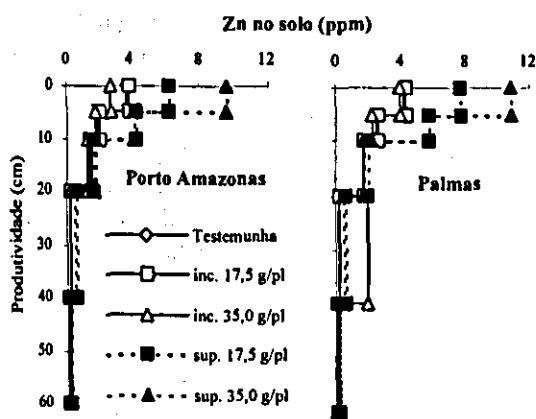 Zn no solo (ppm)
0 4 8 12 0 4 8 12
0
10
20
30
40
50
60
Produtividade (cm)
Porto Amazonas
Palmas
Testemunha
inc. 17,5 g/pl
inc. 35,0 g/pl
sup. 17,5 g/pl
sup. 35,0 g/pl